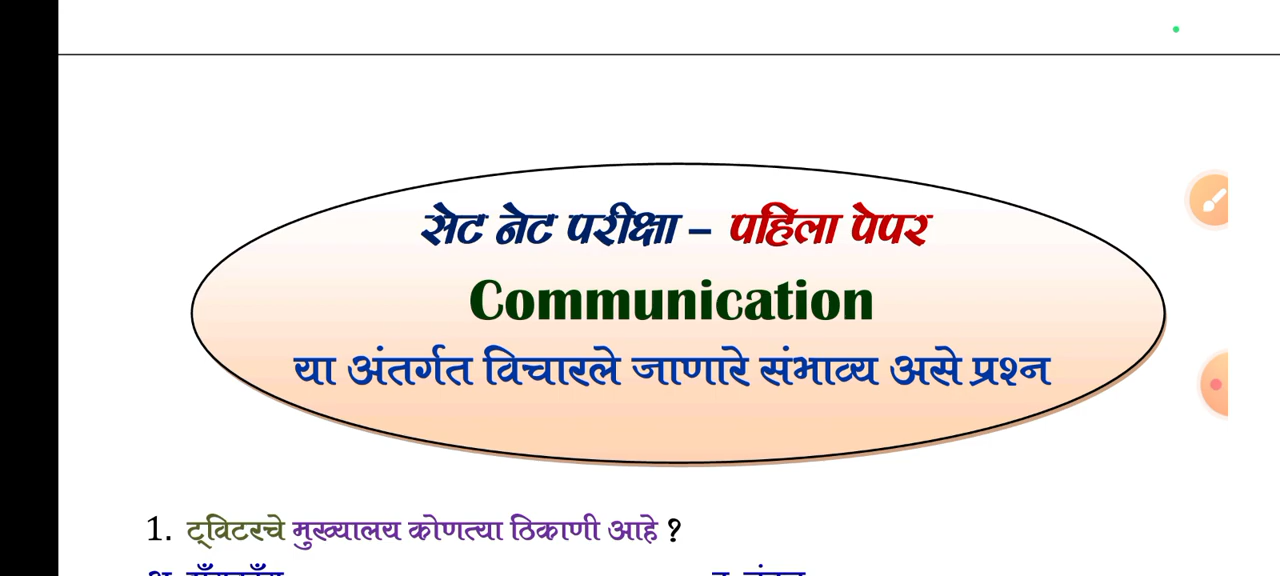 सेट नेट परीक्षा – पहिला पेपर
Communication
या अंतर्गत विचारले जाणारे संभाव्य असे प्रश्न
1. ट्विटरचे मुख्यालय कोणत्या ठिकाणी आहे ?